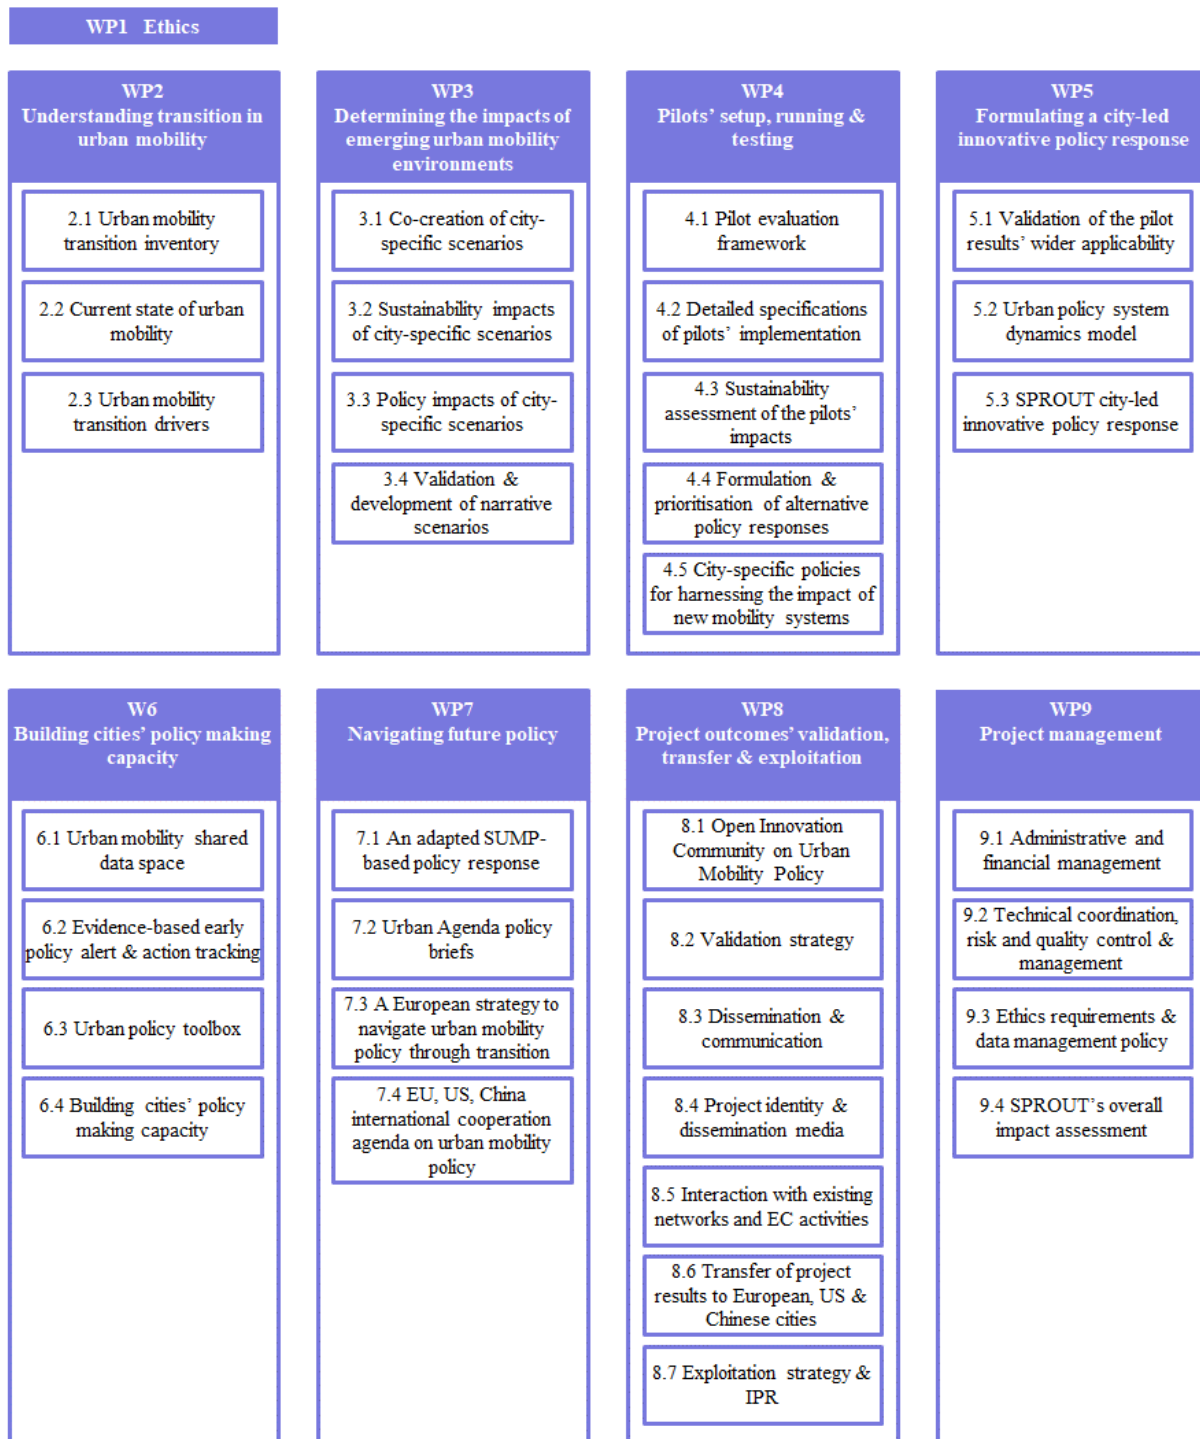 WP1 Ethics
WP2
Understanding transition in
urban mobility
2.1 Urban mobility
transition inventory
2.2 Current state of urban
mobility
2.3 Urban mobility
transition drivers
WP3
Determining the impacts of
emerging urban mobility
environments
3.1 Co-creation of city-
specific scenarios
3.2 Sustainability impacts
of city-specific scenarios
3.3 Policy impacts of city-
specific scenarios
3.4 Validation &
development of narrative
scenarios
WP4
Pilots’ setup, running &
testing
4.1 Pilot evaluation
framework
4.2 Detailed specifications
of pilots’ implementation
4.3 Sustainability
assessment of the pilots’
impacts
4.4 Formulation &
prioritisation of alternative
policy responses
4.5 City-specific policies
for harnessing the impact of
new mobility systems
WP5
Formulating a city-led
innovative policy response
5.1 Validation of the pilot
results’ wider applicability
5.2 Urban policy system
dynamics model
5.3 SPROUT city-led
innovative policy response
W6
Building cities’ policy making
capacity
6.1 Urban mobility shared
data space
6.2 Evidence-based early
policy alert & action tracking
6.3 Urban policy toolbox
6.4 Building cities’ policy
making capacity
WP7
Navigating future policy
7.1 An adapted SUMP-
based policy response
7.2 Urban Agenda policy
briefs
7.3 A European strategy to
navigate urban mobility
policy through transition
7.4 EU, US, China
international cooperation
agenda on urban mobility
policy
WP8
Project outcomes’ validation,
transfer & exploitation
8.1 Open Innovation
Community on Urban
Mobility Policy
8.2 Validation strategy
8.3 Dissemination &
communication
8.4 Project identity &
dissemination media
8.5 Interaction with existing
networks and EC activities
8.6 Transfer of project
results to European, US &
Chinese cities
8.7 Exploitation strategy &
IPR
WP9
Project management
9.1 Administrative and
financial management
9.2 Technical coordination,
risk and quality control &
management
9.3 Ethics requirements &
data management policy
9.4 SPROUT’s overall
impact assessment